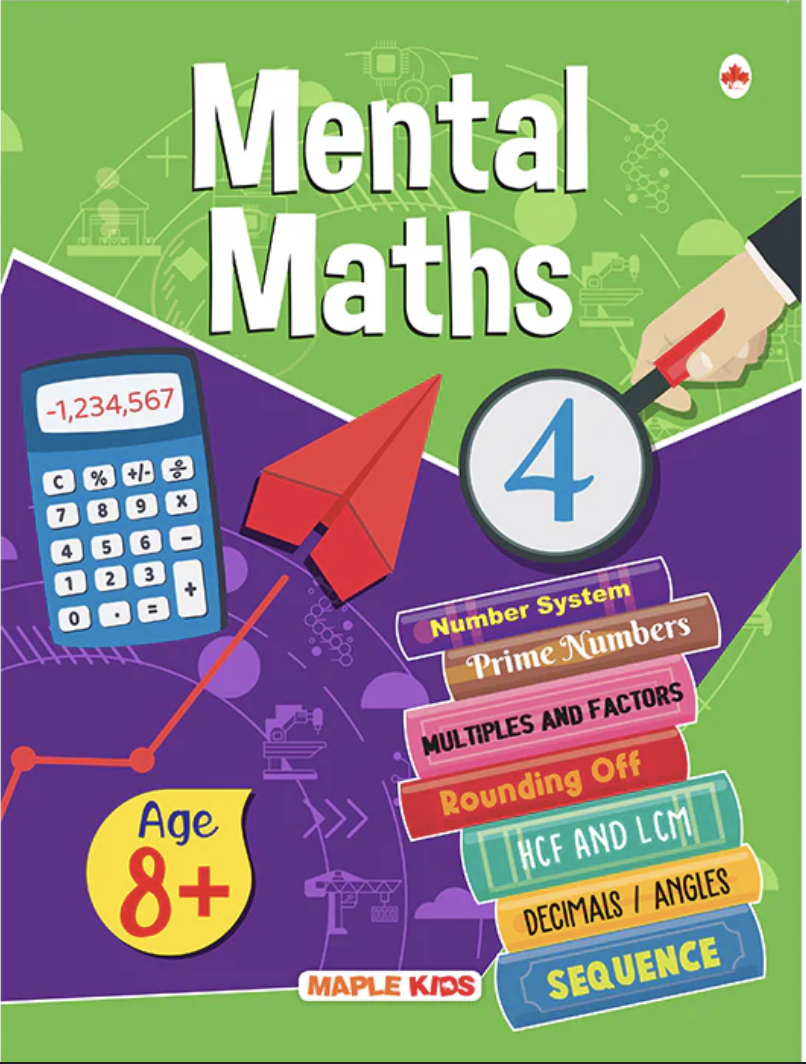 Mental
Maths
-1,234,567
C % +/- ÷
7 8 9 X
4 5 6 −
1 2 3 +
0 . =
4
Number System
Prime Numbers
MULTIPLES AND FACTORS
Rounding Off
HCF AND LCM
DECIMALS / ANGLES
SEQUENCE
Age
8+
MAPLE KIDS